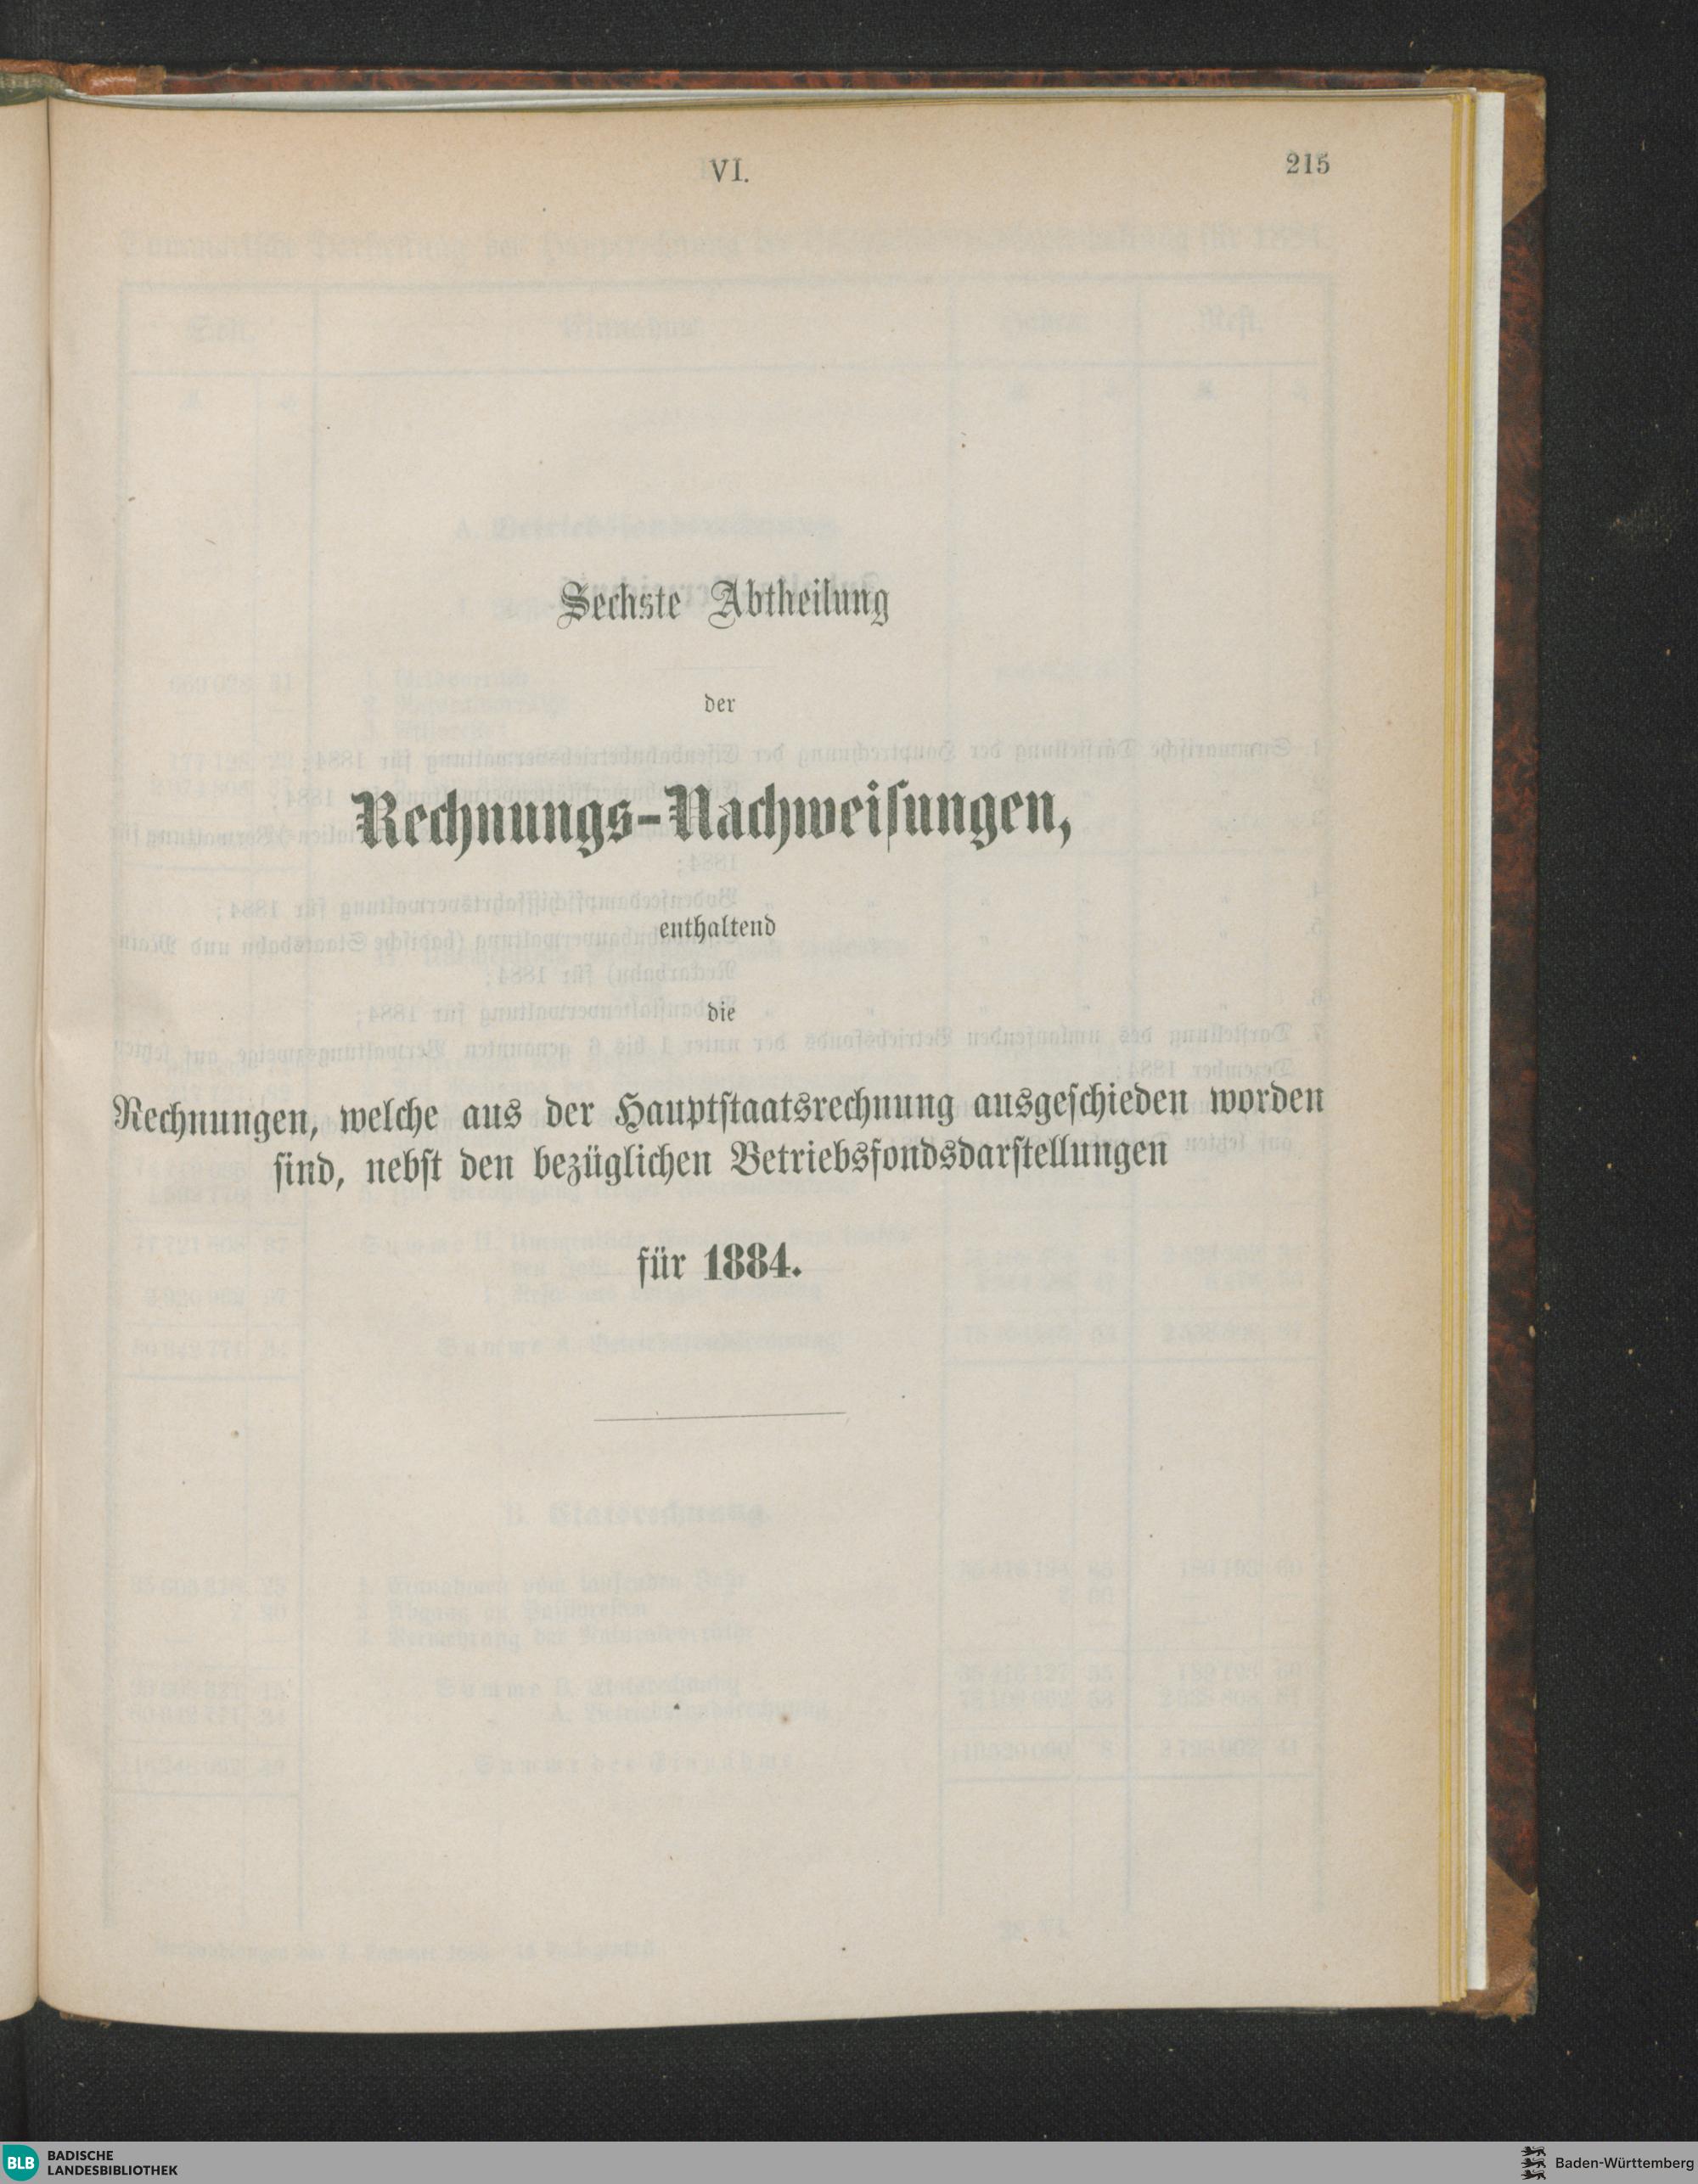 VI.
215
Sechste Abtheilung
der
Rechnungs-Nachweiſungen,
enthaltend
die
Rechnungen, welche aus der Hauptſtaatsrechnung ausgeſchieden worden
ſind, nebſt den bezüglichen Betriebsfondsdarſtellungen
für 1884.
BLB BADISCHE
LANDESBIBLIOTHEK
Baden-Württemberg